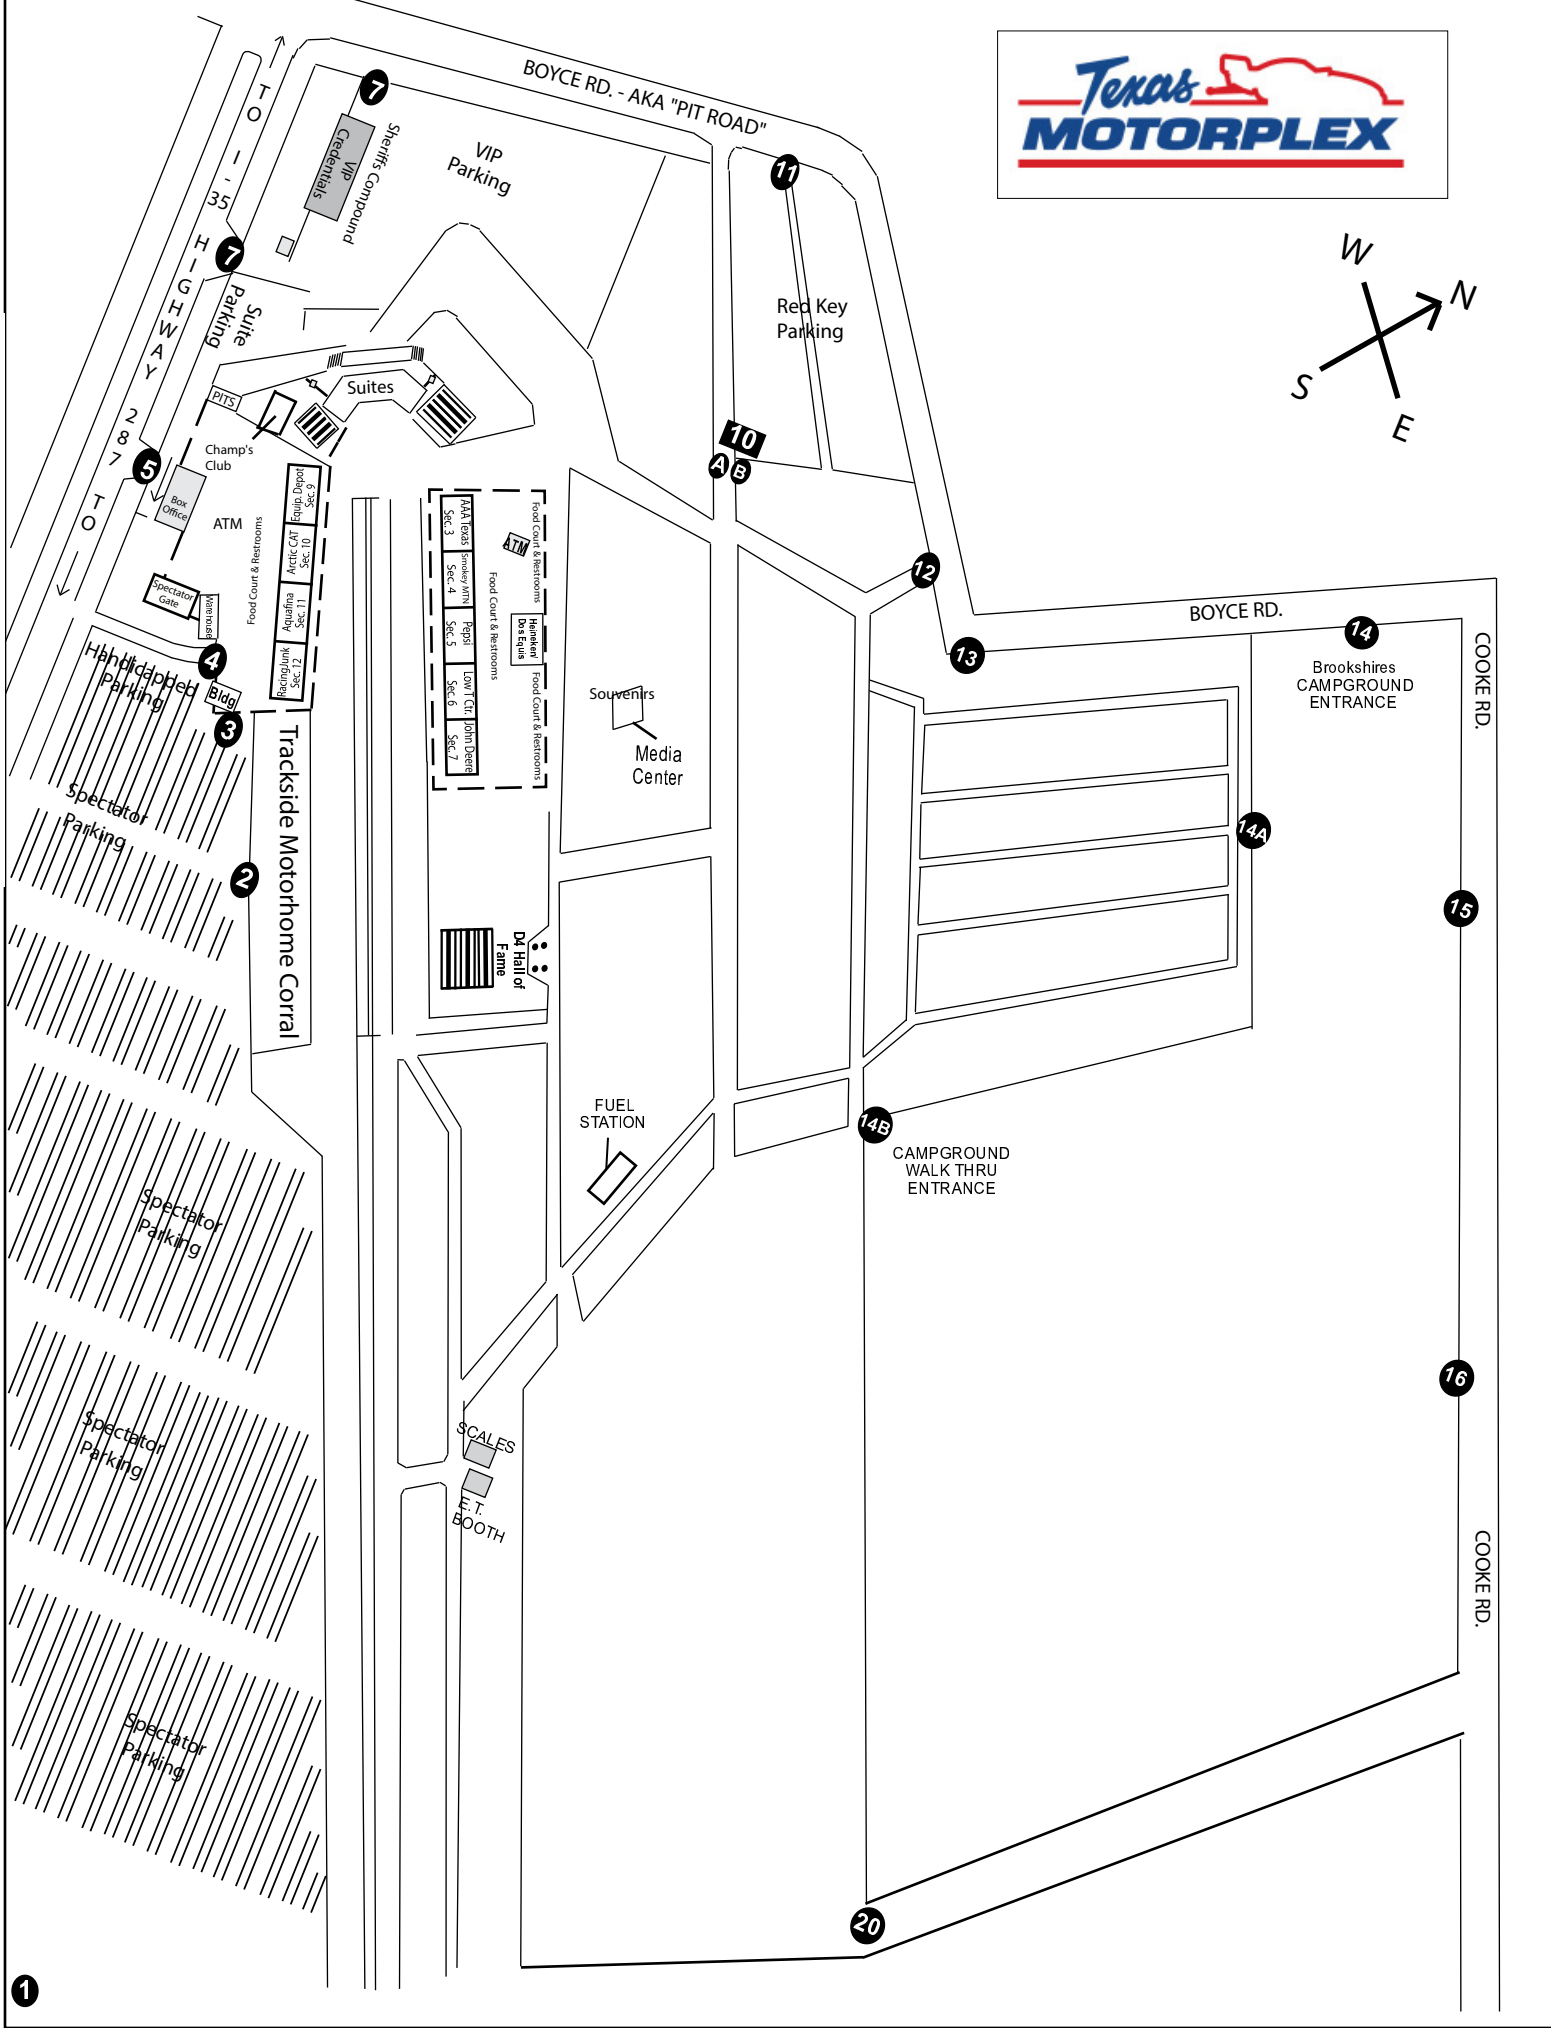 Texas
MOTORPLEX
BOYCE RD. - AKA "PIT ROAD"
7
TO I-35
VIP
Credentials
Sheriffs Compound
VIP
Parking
11
W
N
S
E
7
HIGHWAY 287 TO
Suite
Parking
Red Key
Parking
Suites
PITS
Champ's
Club
10
A
B
5
Box
Office
ATM
Equip. Depot
Sec. 9
Arctic CAT
Sec. 10
Aquafina
Sec. 11
RacingJunk
Sec. 12
Food Court & Restrooms
AAA Texas
Sec. 3
Smokey MTN
Sec. 4
Pepsi
Sec. 5
Low T Ctr.
Sec. 6
John Deere
Sec. 7
Food Court & Restrooms
ATM
Food Court & Restrooms
Heineken/
Dos Equis
Food Court & Restrooms
12
Spectator
Gate
Warehouse
BOYCE RD.
13
14
Brookshires
CAMPGROUND
ENTRANCE
COOKE RD.
4
Handicapped
Parking
Bldg
3
Souvenirs
Media
Center
Trackside Motorhome Corral
Spectator
Parking
14A
2
15
D4 Hall of
Fame
FUEL
STATION
14B
CAMPGROUND
WALK THRU
ENTRANCE
Spectator
Parking
16
Spectator
Parking
SCALES
E.T.
BOOTH
COOKE RD.
Spectator
Parking
20
1